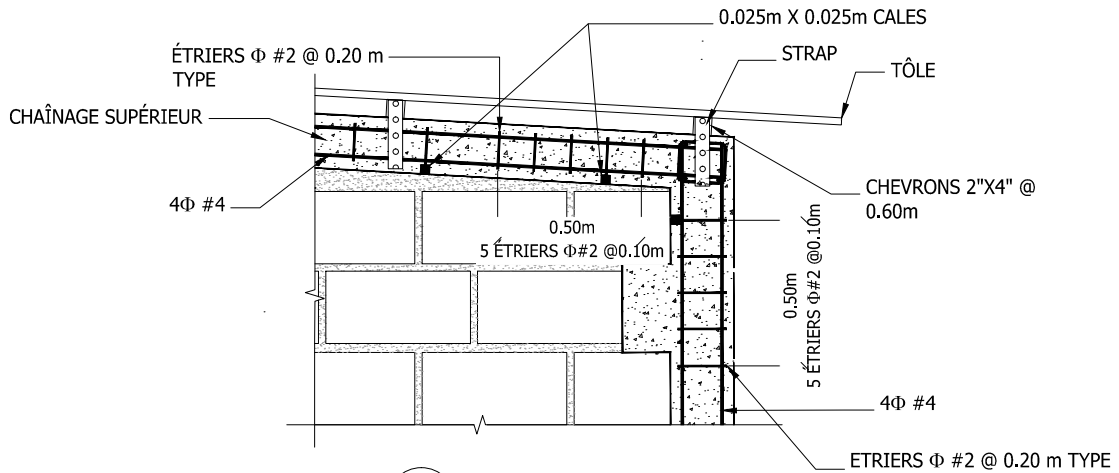 0.025m X 0.025m CALES
ÉTRIERS Φ #2 @ 0.20 m
TYPE
STRAP
TÔLE
CHAÎNAGE SUPÉRIEUR
4Φ #4
CHEVRONS 2"X4" @
0.60m
0.50m
5 ÉTRIERS Φ#2 @0.10m
0.50m
5 ÉTRIERS Φ#2 @0.10m
4Φ #4
ETRIERS Φ #2 @ 0.20 m TYPE